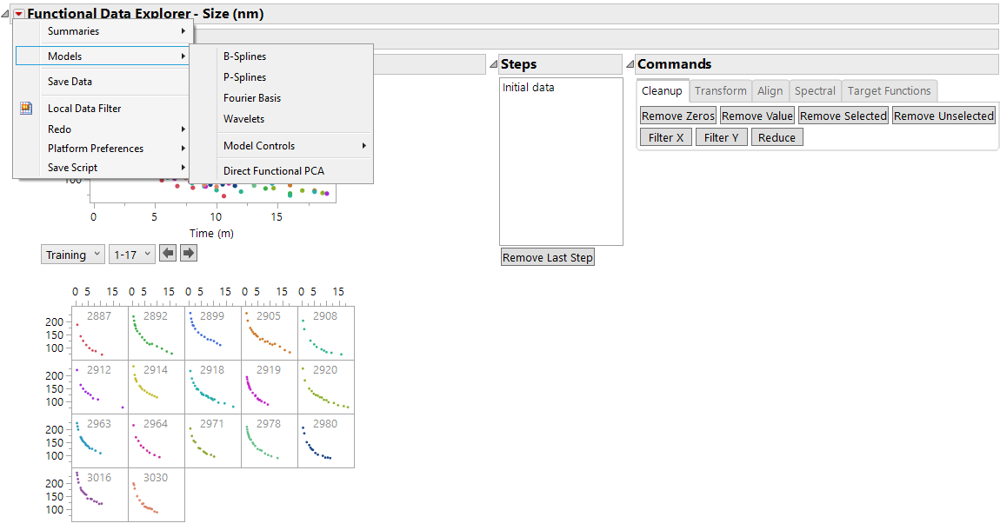 Functional Data Explorer - Size (nm)
Summaries
Models
Save Data
Local Data Filter
Redo
Platform Preferences
Save Script
B-Splines
P-Splines
Fourier Basis
Wavelets
Model Controls
Direct Functional PCA
Steps
Initial data
Remove Last Step
Commands
Cleanup Transform Align Spectral Target Functions
Remove Zeros Remove Value Remove Selected Remove Unselected
Filter X Filter Y Reduce
100
0 5 10 15
Time (m)
Training 1-17
0 5 15 0 5 15 0 5 15 0 5 15 0 5 15
2887 2892 2899 2905 2908
200
150
100
2912 2914 2918 2919 2920
200
150
100
2963 2964 2971 2978 2980
200
150
100
3016 3030
200
150
100